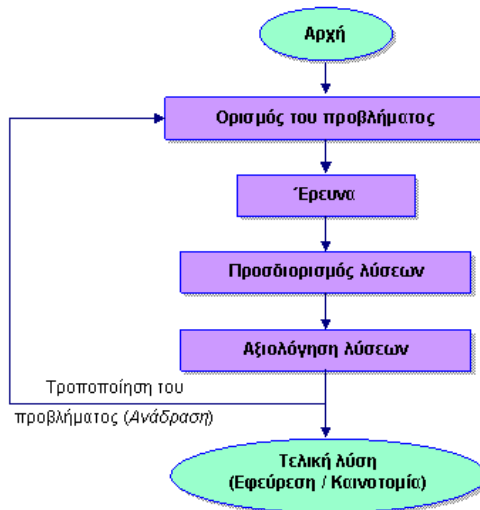 Αρχή
Ορισμός του προβλήματος
Έρευνα
Προσδιορισμός λύσεων
Αξιολόγηση λύσεων
Τροποποίηση του
προβλήματος (Ανάδραση)
Τελική λύση
(Εφεύρεση / Καινοτομία)